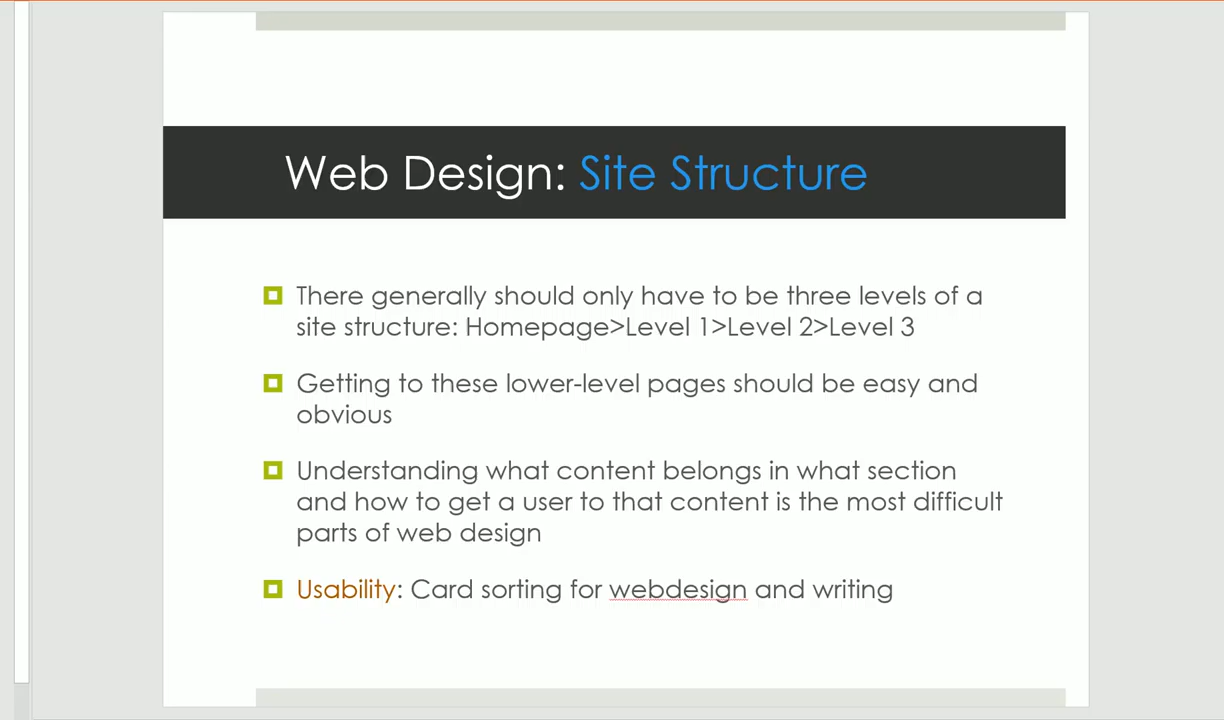 Web Design: Site Structure
There generally should only have to be three levels of a
site structure: Homepage>Level 1>Level 2>Level 3
Getting to these lower-level pages should be easy and
obvious
Understanding what content belongs in what section
and how to get a user to that content is the most difficult
parts of web design
Usability: Card sorting for webdesign and writing